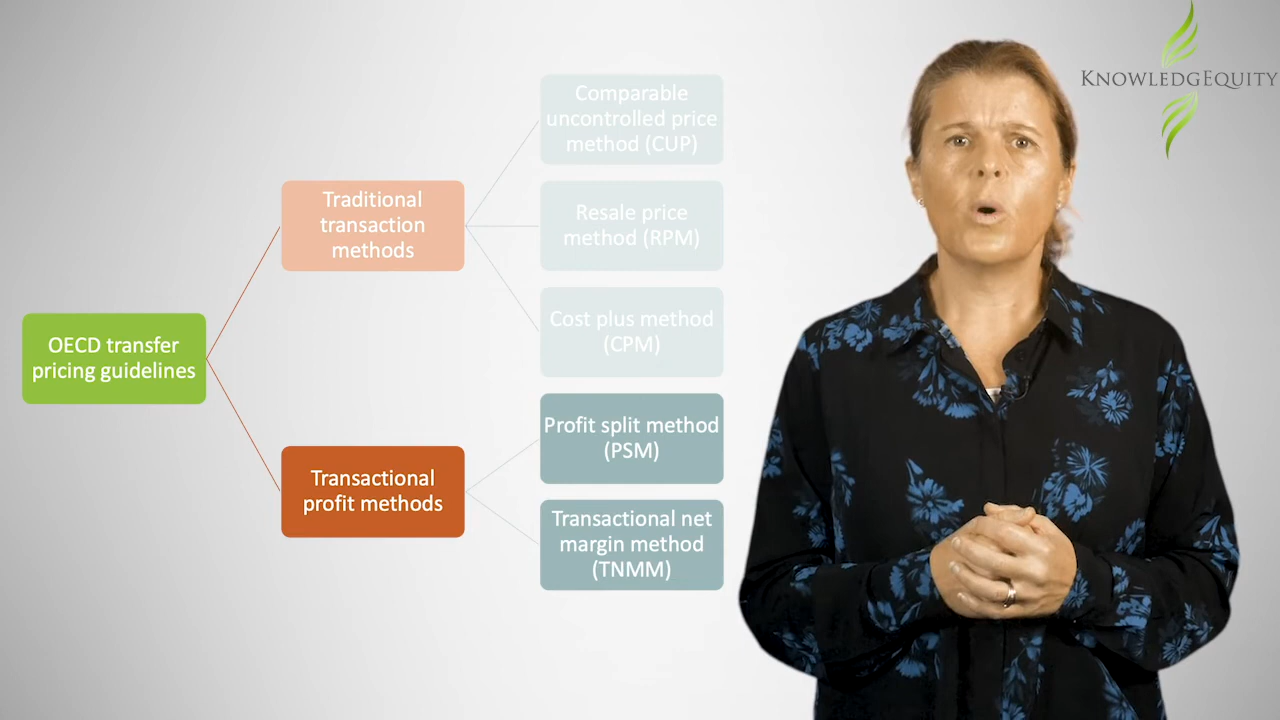 KNOWLEDGEQUITY
Comparable
uncontrolled price
method (CUP)
Traditional
transaction
methods
Resale price
method (RPM)
Cost plus method
(CPM)
OECD transfer
pricing guidelines
Profit split method
(PSM)
Transactional
profit methods
Transactional net
margin method
(TNMM)